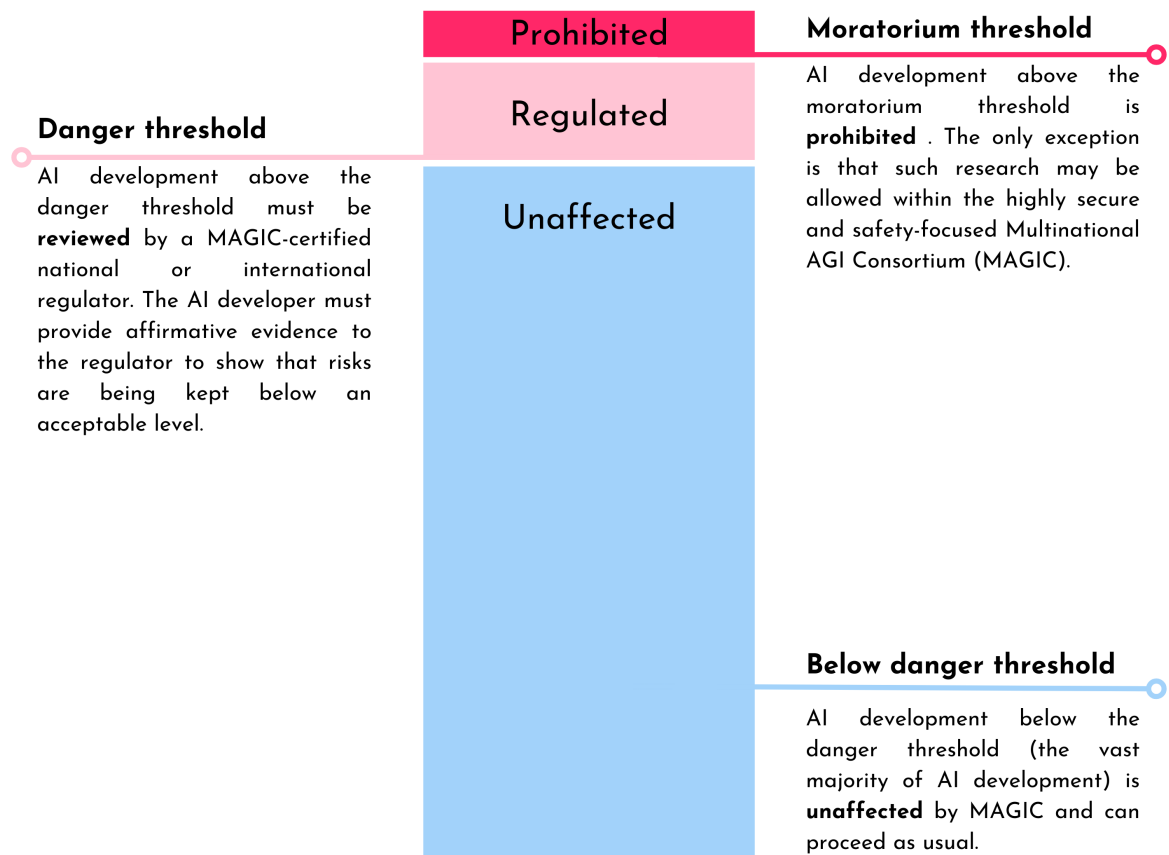 Prohibited
Regulated
Unaffected
Danger threshold
AI development above the
danger threshold must be
reviewed by a MAGIC-certified
national or international
regulator. The AI developer must
provide affirmative evidence to
the regulator to show that risks
are being kept below an
acceptable level.
Moratorium threshold
AI development above the
moratorium threshold is
prohibited . The only exception
is that such research may be
allowed within the highly secure
and safety-focused Multinational
AGI Consortium (MAGIC).
Below danger threshold
AI development below the
danger threshold (the vast
majority of AI development) is
unaffected by MAGIC and can
proceed as usual.